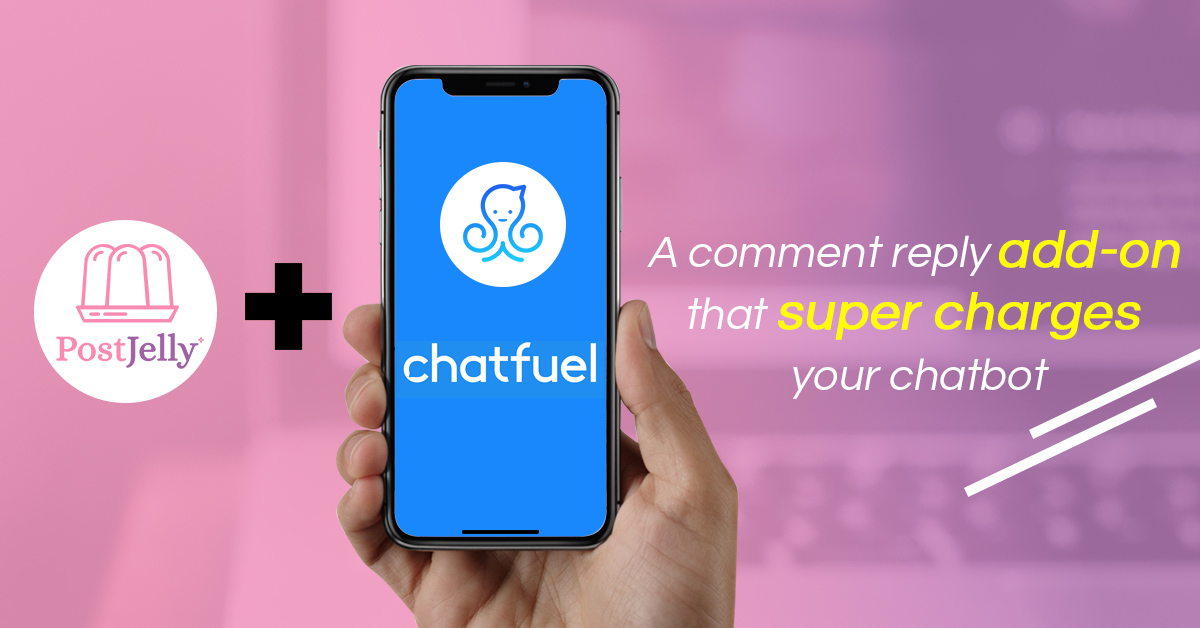 PostJelly+
chatfuel
A comment reply add-on
that super charges
your chatbot